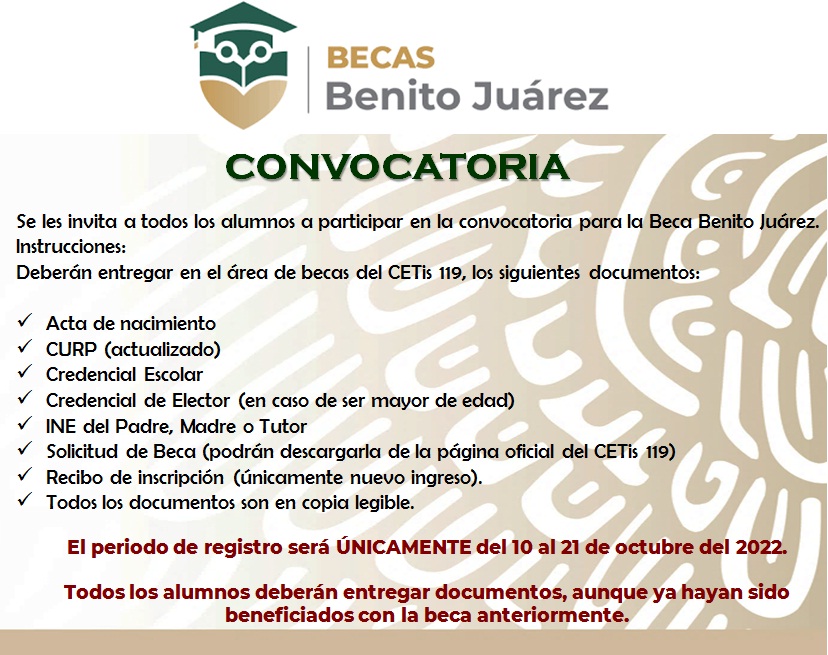 BECAS
Benito Juárez
CONVOCATORIA
Se les invita a todos los alumnos a participar en la convocatoria para la Beca Benito Juárez.
Instrucciones:
Deberán entregar en el área de becas del CETis 119, los siguientes documentos:
✓ Acta de nacimiento
✓ CURP (actualizado)
✓ Credencial Escolar
✓ Credencial de Elector (en caso de ser mayor de edad)
✓ INE del Padre, Madre o Tutor
✓ Solicitud de Beca (podrán descargarla de la página oficial del CETis 119)
✓ Recibo de inscripción (únicamente nuevo ingreso).
✓ Todos los documentos son en copia legible.
El periodo de registro será ÚNICAMENTE del 10 al 21 de octubre del 2022.
Todos los alumnos deberán entregar documentos, aunque ya hayan sido
beneficiados con la beca anteriormente.